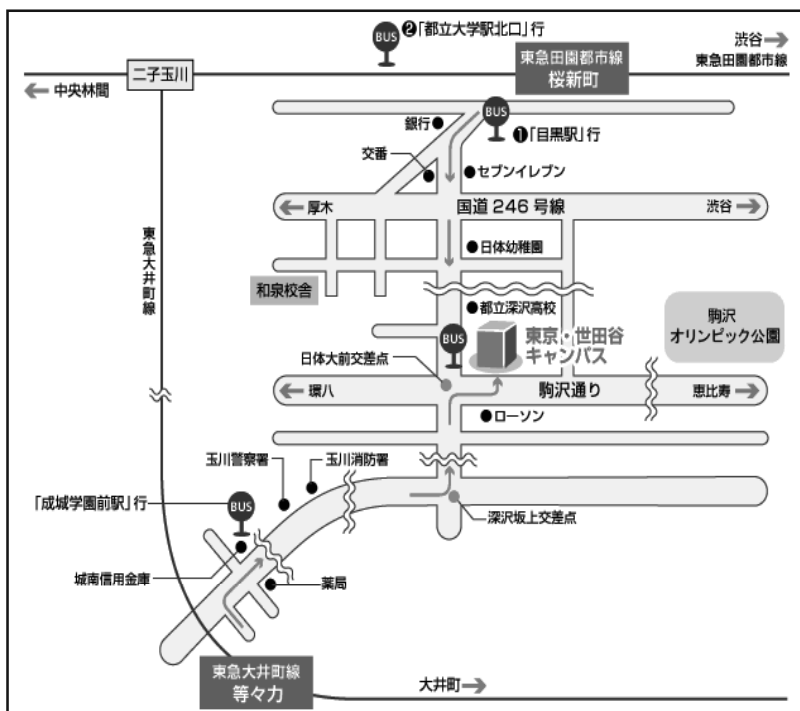 BUS
❷「都立大学駅北口」行
渋谷
東急田園都市線
東急田園都市線
桜新町
二子玉川
中央林間
BUS
❶「目黒駅」行
銀行
交番
セブンイレブン
厚木
国道 246 号線
渋谷
東急大井町線
日体幼稚園
和泉校舎
都立深沢高校
BUS
東京・世田谷
キャンパス
駒沢
オリンピック公園
日体大前交差点
環八
駒沢通り
恵比寿
ローソン
玉川警察署
玉川消防署
「成城学園前駅」行
BUS
深沢坂上交差点
城南信用金庫
薬局
東急大井町線
等々力
大井町